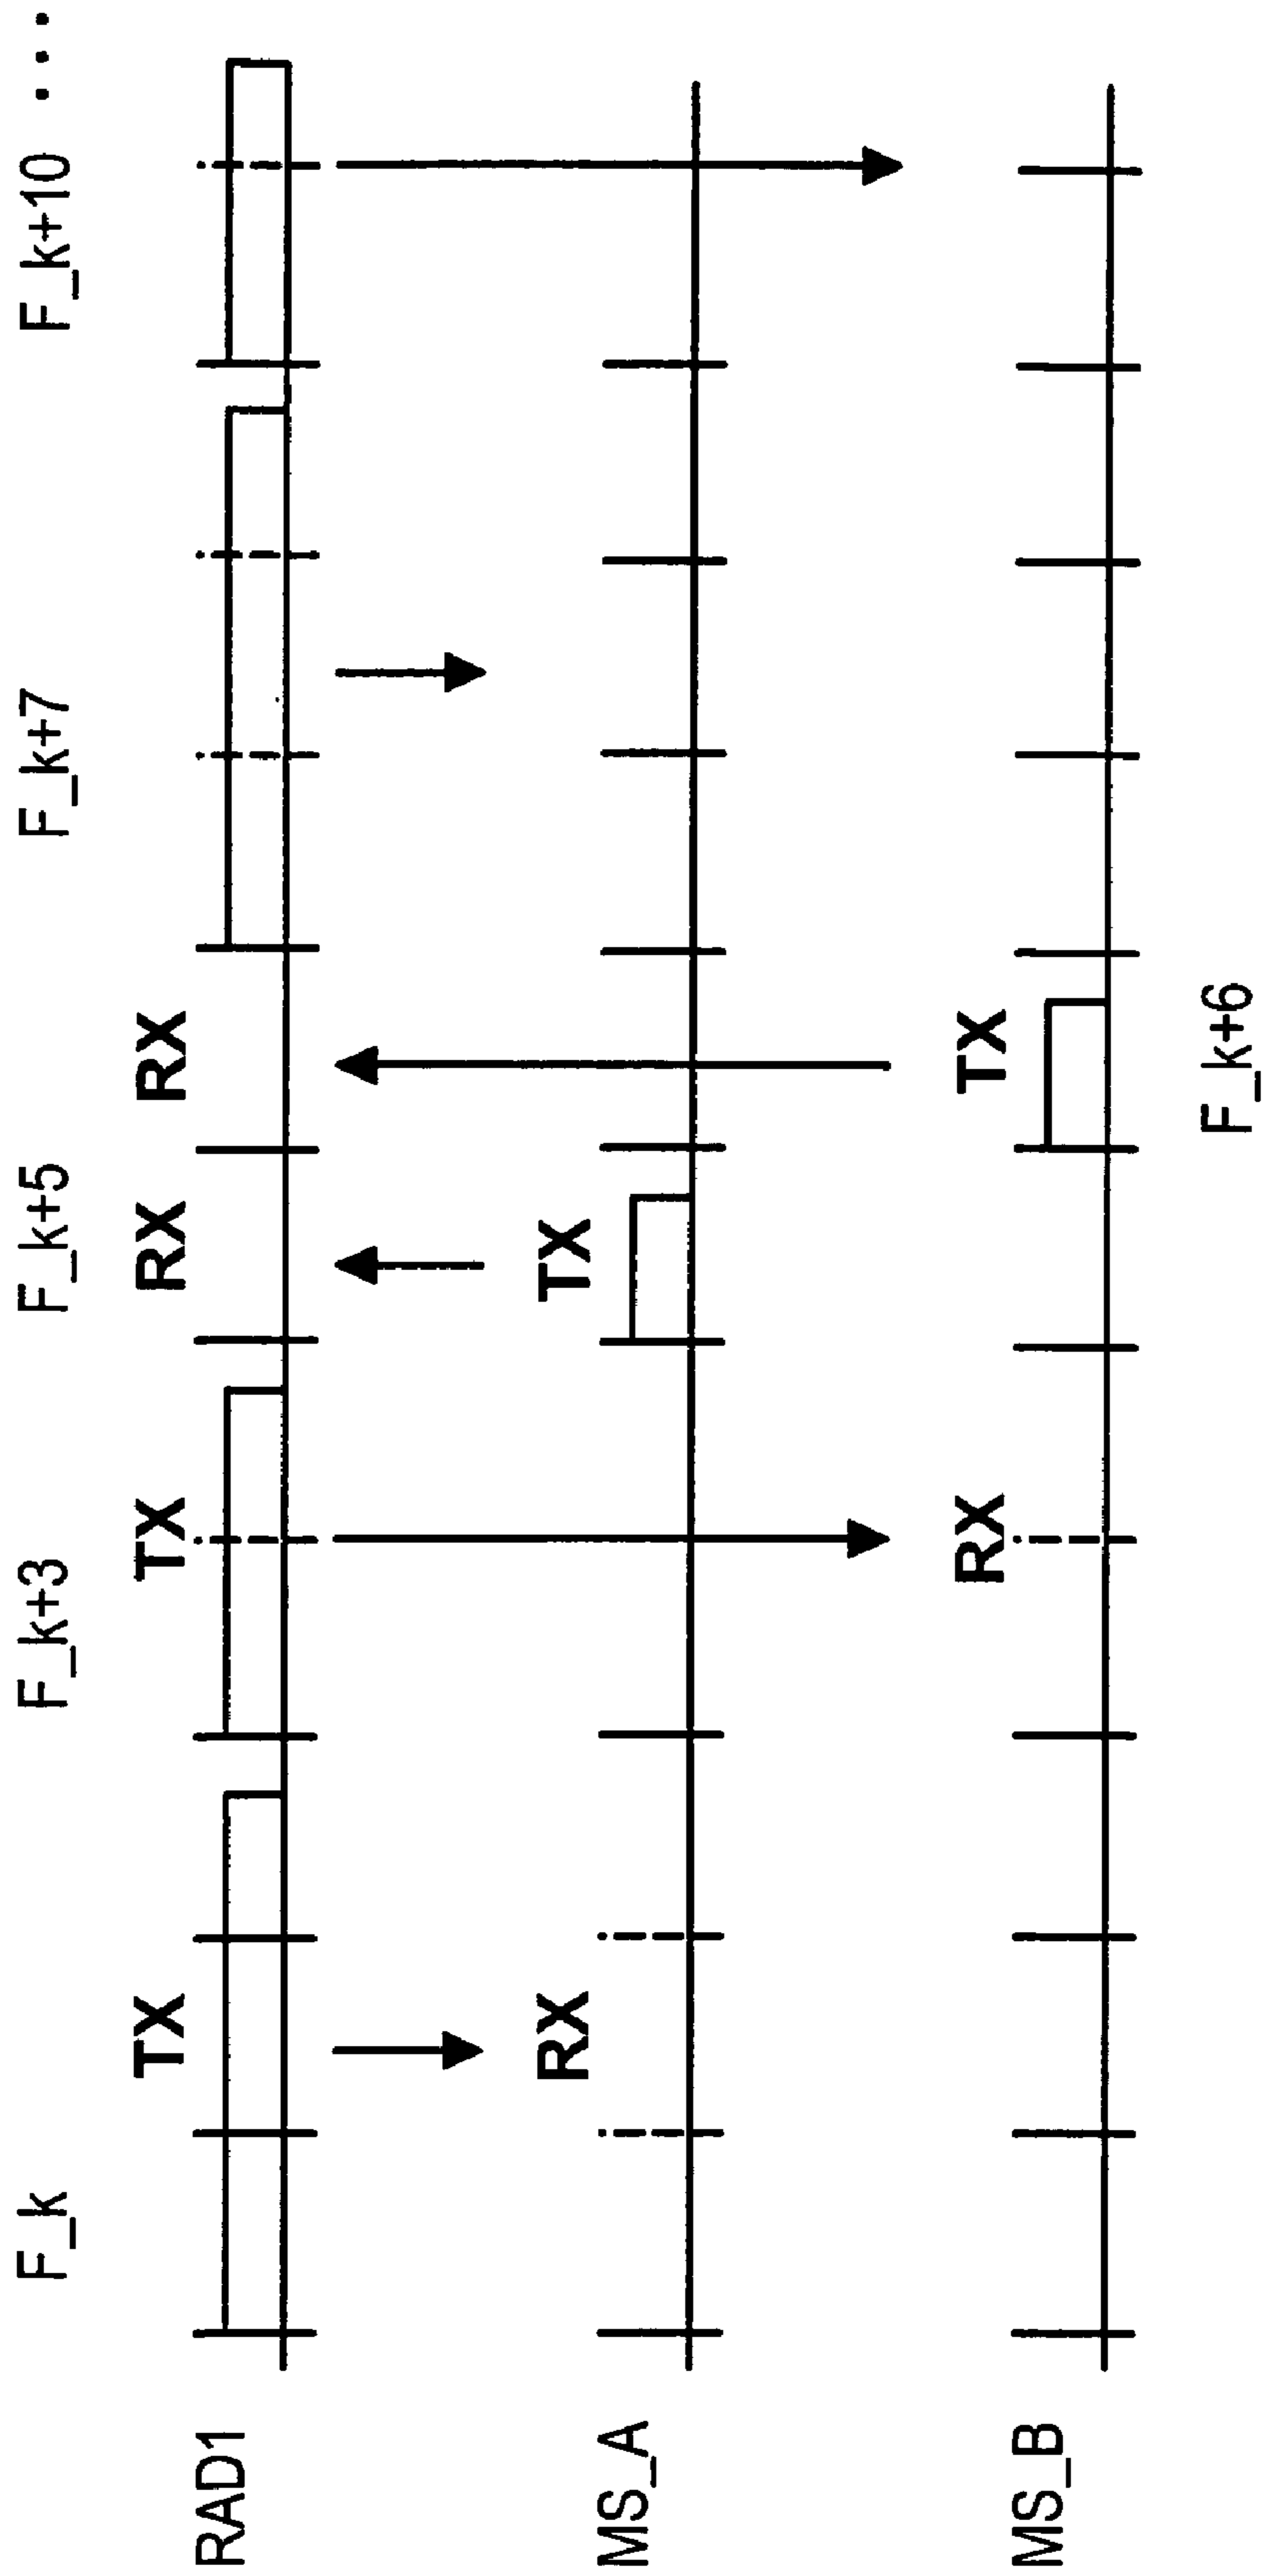 F_k F_k+3 F_k+5 F_k+7 F_k+10 ...
TX TX RX RX
RAD1
RX TX
MS_A
RX TX
MS_B
F_k+6